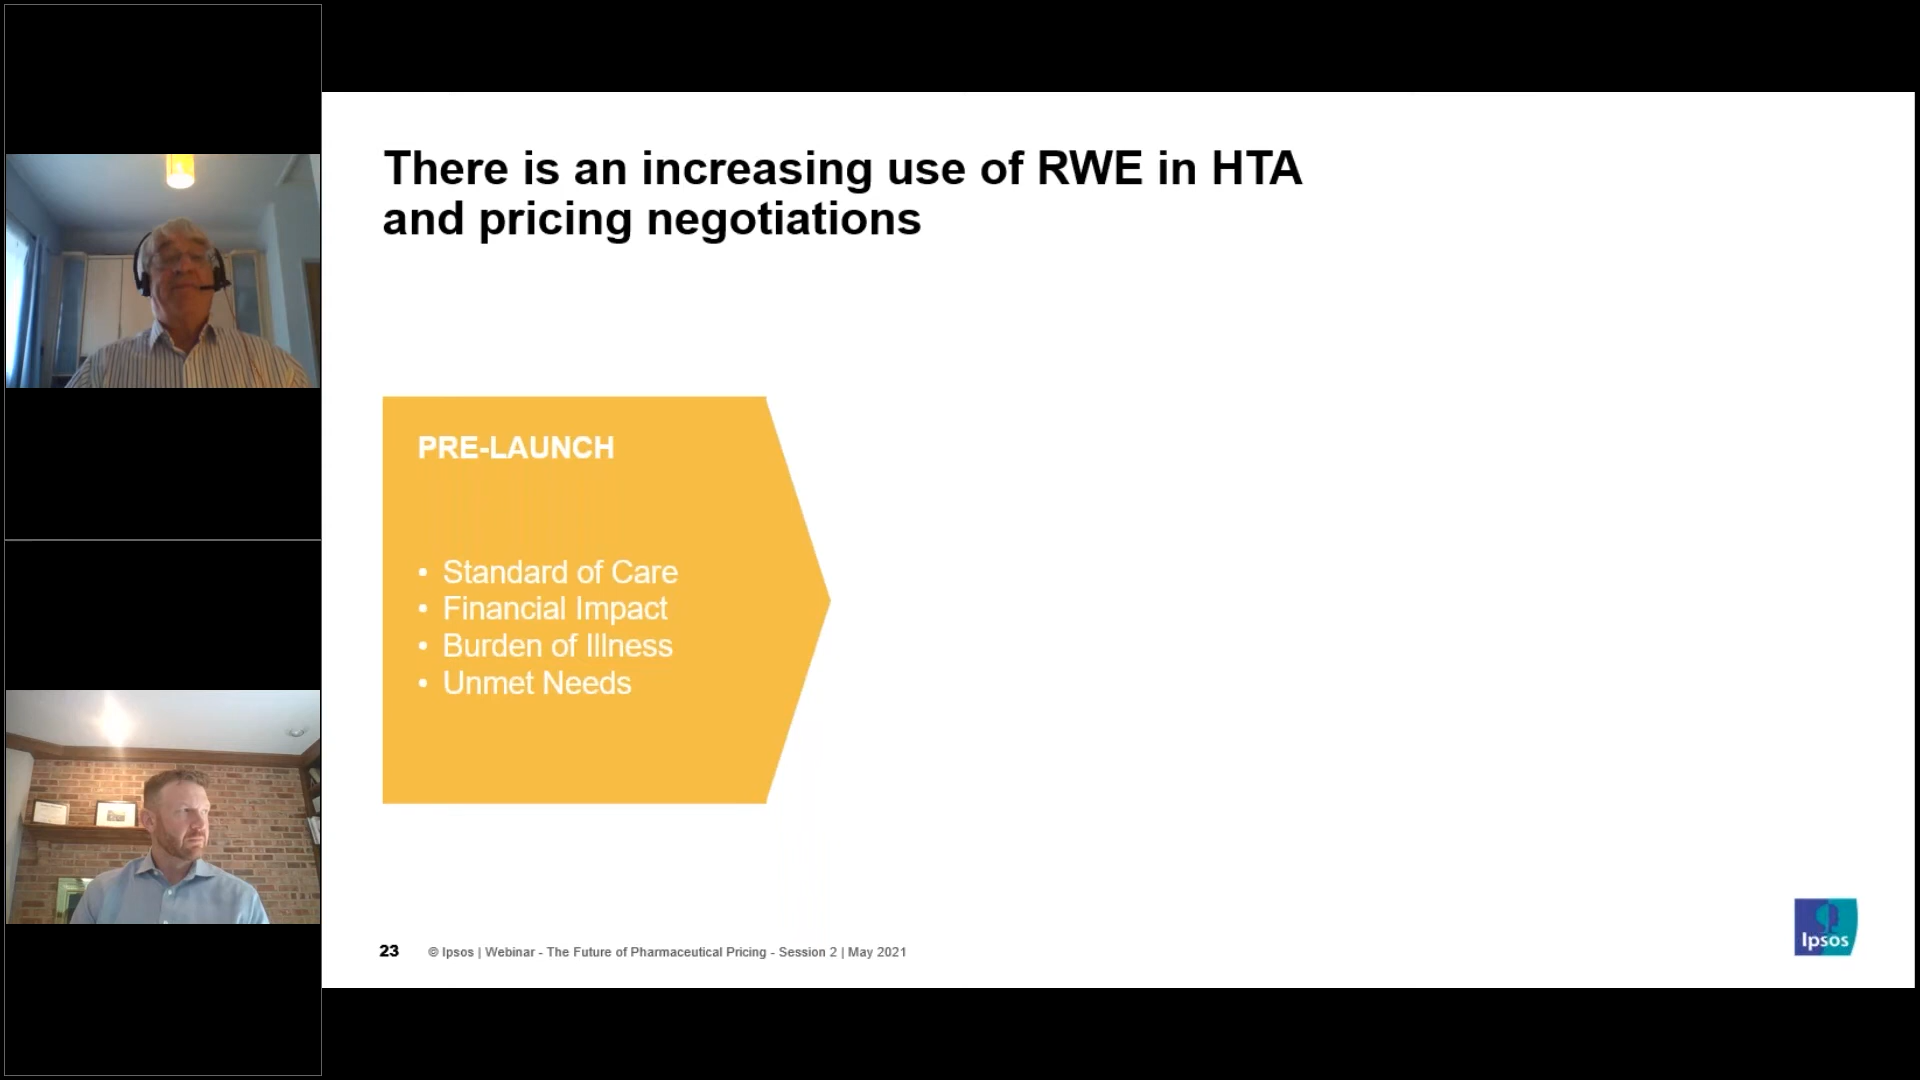 There is an increasing use of RWE in HTA
and pricing negotiations
PRE-LAUNCH
• Standard of Care
• Financial Impact
• Burden of Illness
• Unmet Needs
23 © Ipsos | Webinar - The Future of Pharmaceutical Pricing - Session 2 | May 2021
Ipsos